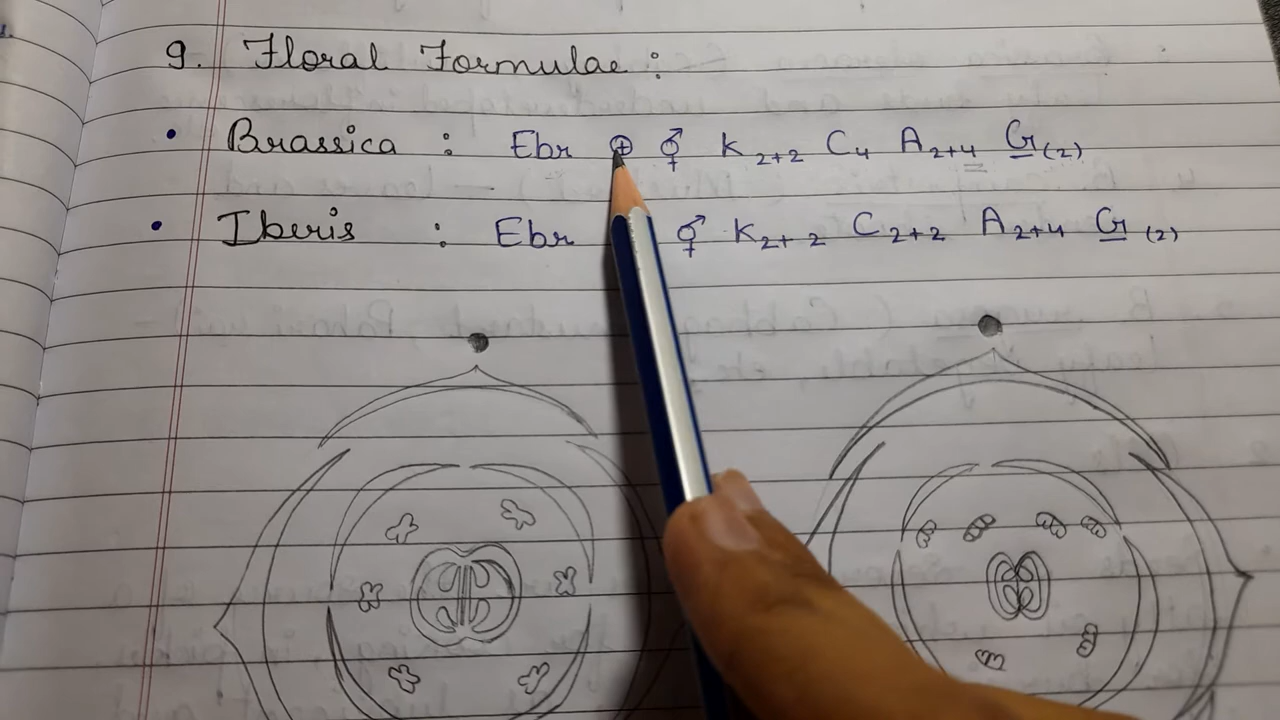 9. Floral Formulae :
• Brassica : Ebr ⊕ ⚥ K 2+2 C4 A2+4 G(2)
• Iberis : Ebr ⚥ K2+2 C2+2 A2+4 G (2)